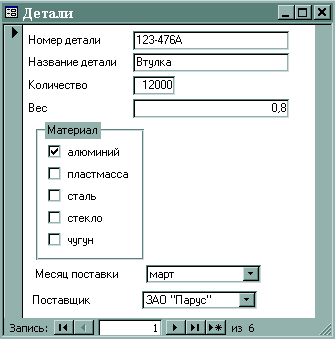 Детали
Номер детали 123-476А
Название детали Втулка
Количество 12000
Вес 0,8
Материал
алюминий
пластмасса
сталь
стекло
чугун
Месяц поставки март
Поставщик ЗАО "Парус"
Запись: 1 из 6